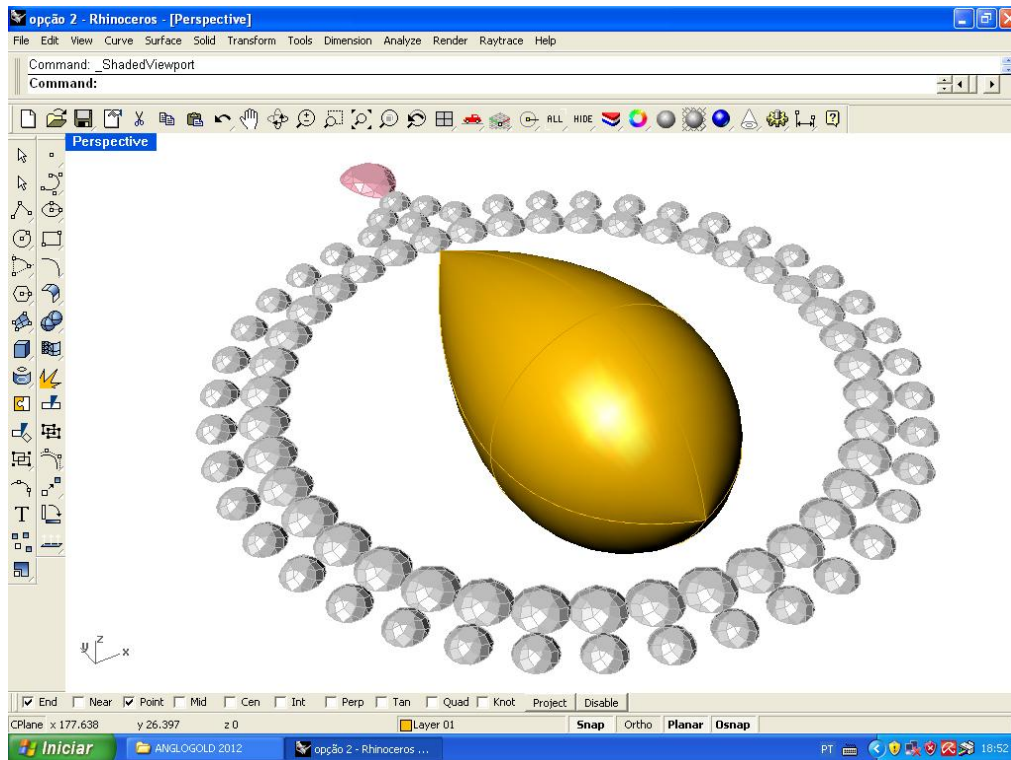 opção 2 - Rhinoceros - [Perspective]
File Edit View Curve Surface Solid Transform Tools Dimension Analyze Render Raytrace Help
Command: _ShadedViewport
Command:
ALL HIDE
Perspective
T
z
y
x
End Near Point Mid Cen Int Perp Tan Quad Knot Project Disable
CPlane x 177.638 y 26.397 z 0 Layer 01 Snap Ortho Planar Osnap
Iniciar ANGLOGOLD 2012 opção 2 - Rhinoceros ... PT 18:52